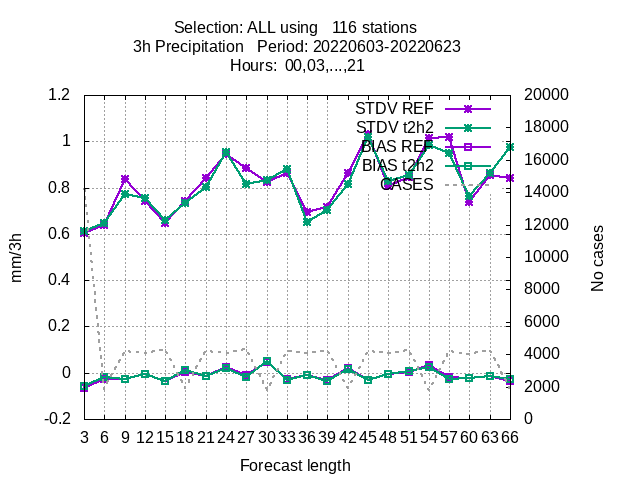 Selection: ALL using   116 stations
3h Precipitation   Period: 20220603-20220623
Hours:  00,03,...,21
STDV REF
STDV t2h2
BIAS REF
BIAS t2h2
CASES
1.2
1
0.8
0.6
0.4
0.2
0
-0.2
20000
18000
16000
14000
12000
10000
8000
6000
4000
2000
0
mm/3h
No cases
3 6 9 12 15 18 21 24 27 30 33 36 39 42 45 48 51 54 57 60 63 66
Forecast length